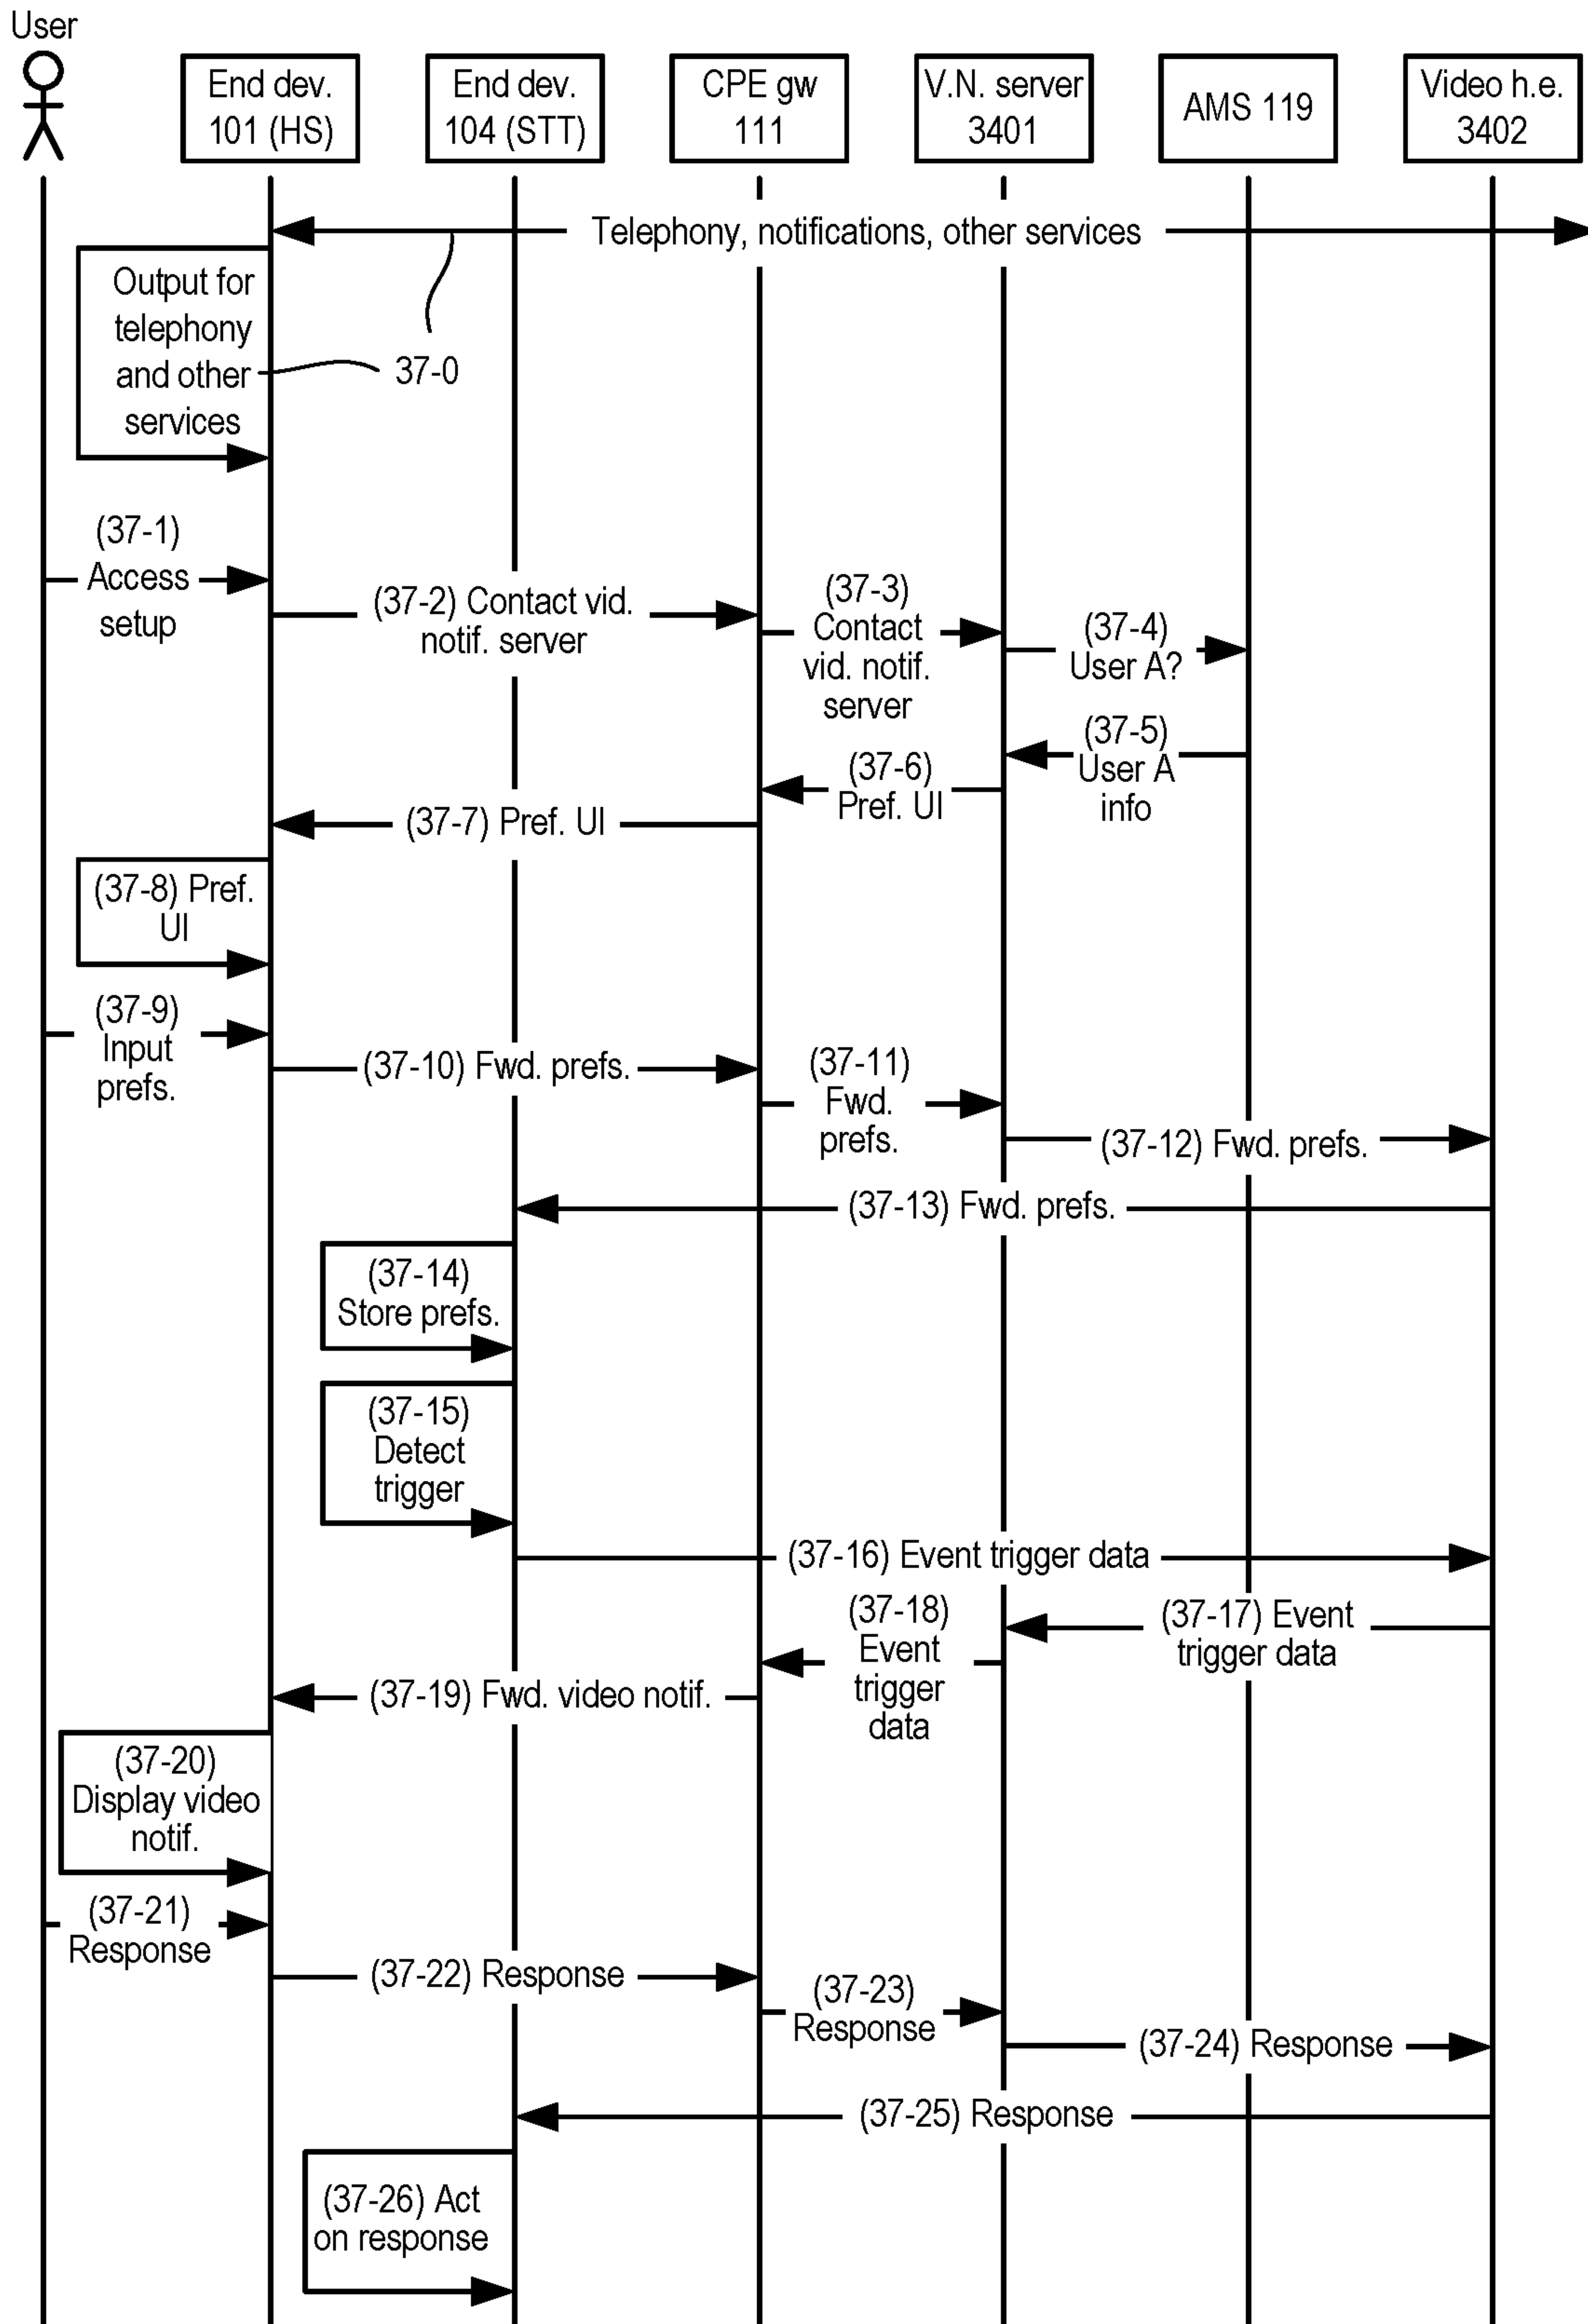 User
End dev.
101 (HS)
End dev.
104 (STT)
CPE gw
111
V.N. server
3401
AMS 119
Video h.e.
3402
Telephony, notifications, other services
Output for
telephony
and other
services
37-0
(37-1)
Access
setup
(37-2) Contact vid.
notif. server
(37-3)
Contact
vid. notif.
server
(37-4)
User A?
(37-5)
User A
info
(37-6)
Pref. UI
(37-7) Pref. UI
(37-8) Pref.
UI
(37-9)
Input
prefs.
(37-10) Fwd. prefs.
(37-11)
Fwd.
prefs.
(37-12) Fwd. prefs.
(37-13) Fwd. prefs.
(37-14)
Store prefs.
(37-15)
Detect
trigger
(37-16) Event trigger data
(37-17) Event
trigger data
(37-18)
Event
trigger
data
(37-19) Fwd. video notif.
(37-20)
Display video
notif.
(37-21)
Response
(37-22) Response
(37-23)
Response
(37-24) Response
(37-25) Response
(37-26) Act
on response